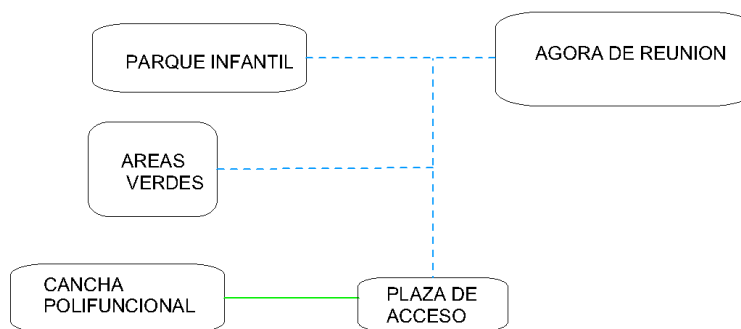 PARQUE INFANTIL
AGORA DE REUNION
AREAS
VERDES
CANCHA
POLIFUNCIONAL
PLAZA DE
ACCESO